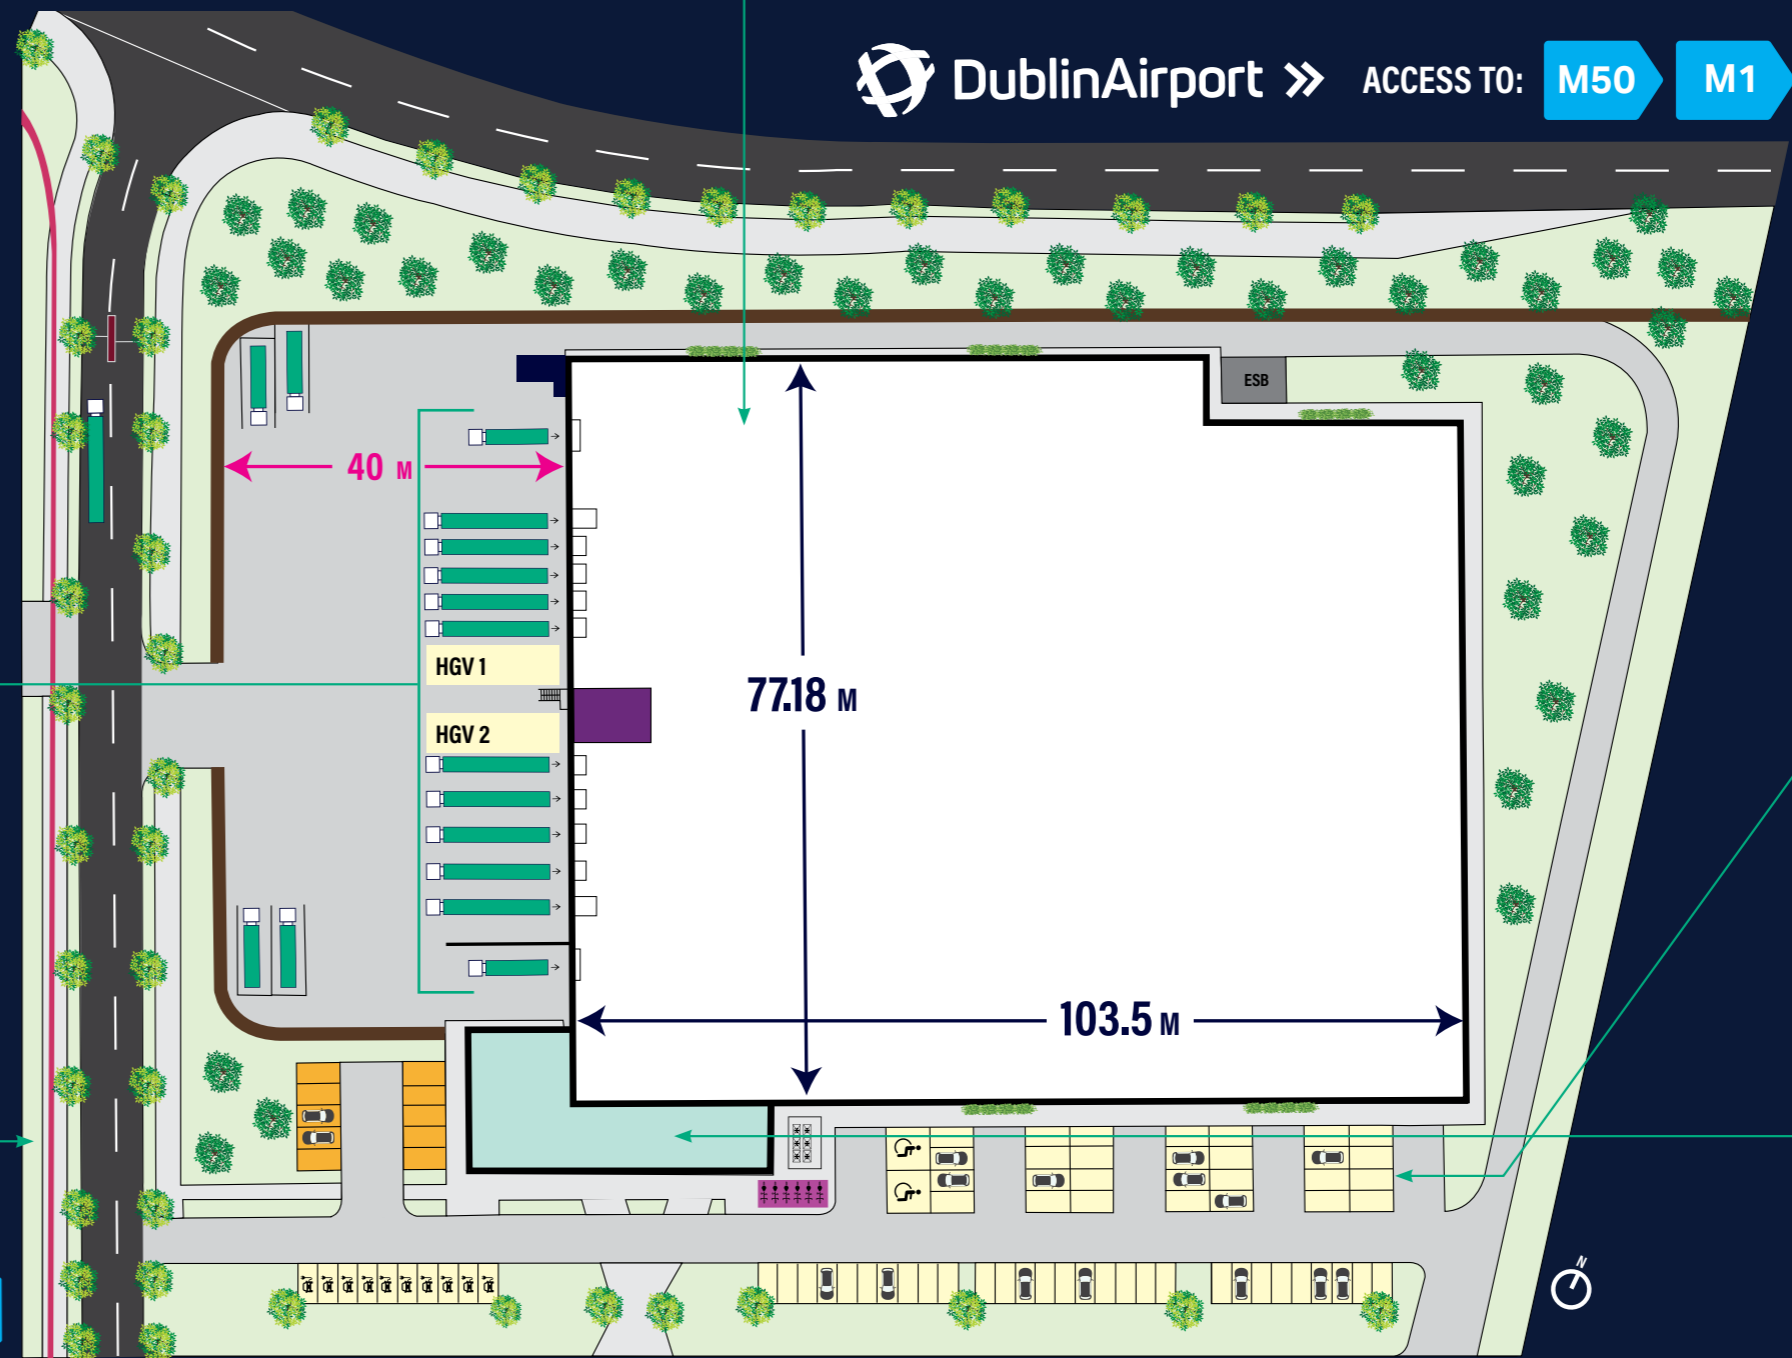 DublinAirport » ACCESS TO: M50 M1
ESB
40 M
HGV 1
77.18 M
HGV 2
103.5 M
N